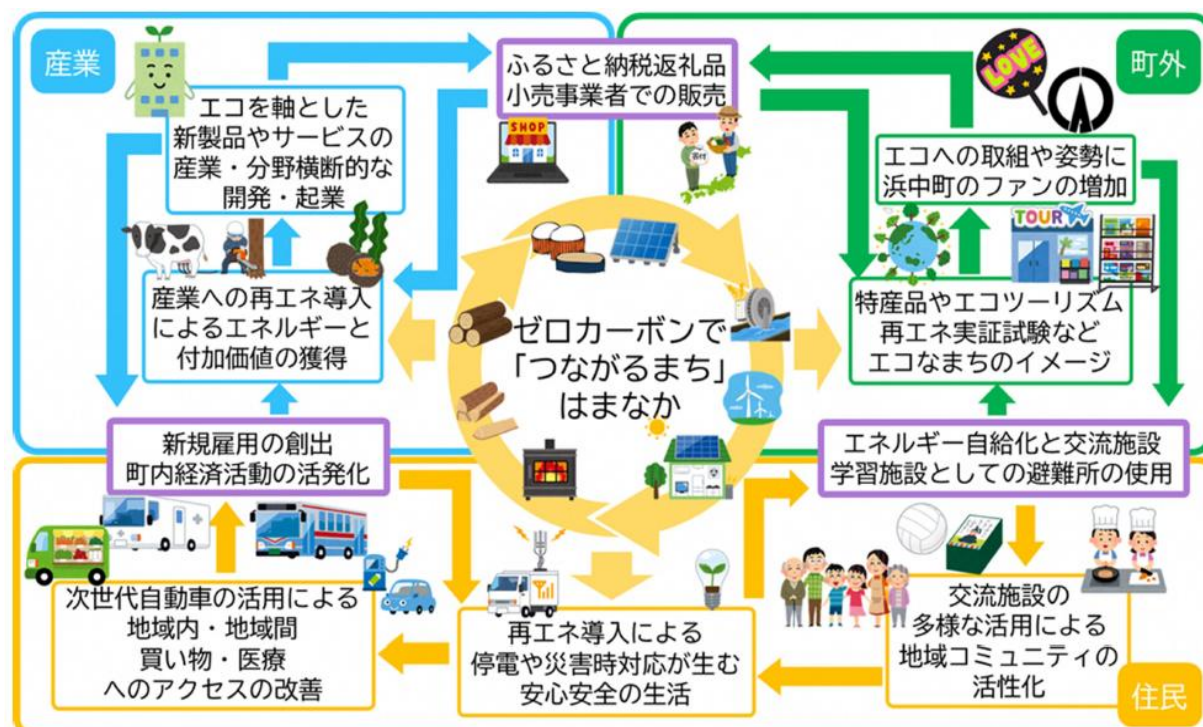 産業
ふるさと納税返礼品
小売事業者での販売
町外
LOVE
エコを軸とした
新製品やサービスの
産業・分野横断的な
開発・起業
SHOP
寄付
エコへの取組や姿勢に
浜中町のファンの増加
TOUR
産業への再エネ導入
によるエネルギーと
付加価値の獲得
ゼロカーボンで
「つながるまち」
はまなか
特産品やエコツーリズム
再エネ実証試験など
エコなまちのイメージ
新規雇用の創出
町内経済活動の活発化
エネルギー自給化と交流施設
学習施設としての避難所の使用
次世代自動車の活用による
地域内・地域間
買い物・医療
へのアクセスの改善
再エネ導入による
停電や災害時対応が生む
安心安全の生活
交流施設の
多様な活用による
地域コミュニティの
活性化
住民